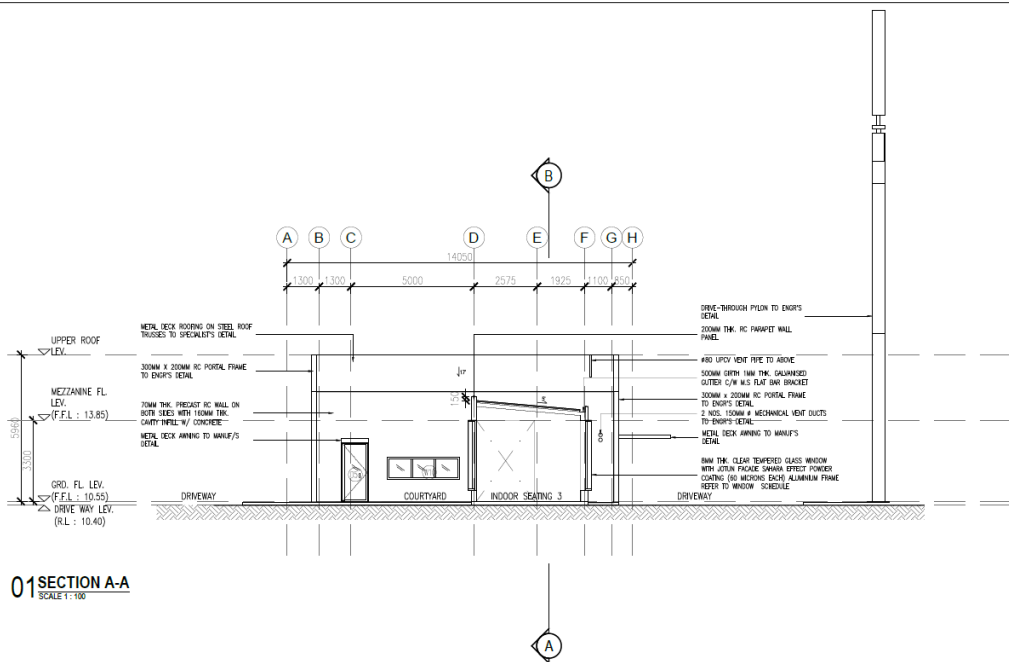 B
A B C D E F G H
14050
1300 1300 5000 2575 1925 1100 850
METAL DECK ROOFING ON STEEL ROOF
TRUSSES TO SPECIALIST'S DETAIL
300MM X 200MM RC PORTAL FRAME
TO ENGR'S DETAIL
70MM THK. PRECAST RC WALL ON
BOTH SIDES WITH 160MM THK.
CAVITY INFILL W/ CONCRETE
METAL DECK AWNING TO MANUF/S
DETAIL
UPPER ROOF
LEV.
MEZZANINE FL.
LEV.
(F.F.L : 13.85)
GRD. FL. LEV.
(F.F.L : 10.55)
DRIVE WAY LEV.
(R.L : 10.40)
5960
3300
150
DRIVEWAY
COURTYARD
INDOOR SEATING 3
DRIVEWAY
DRIVE-THROUGH PYLON TO ENGR'S
DETAIL
200MM THK. RC PARAPET WALL
PANEL
#80 UPCV VENT PIPE TO ABOVE
500MM GIRTH 1MM THK. GALVANISED
GUTTER C/W M.S FLAT BAR BRACKET
300MM x 200MM RC PORTAL FRAME
TO ENGR'S DETAIL
2 NOS. 150MM # MECHANICAL VENT DUCTS
TO ENGR'S DETAIL
METAL DECK AWNING TO MANUF'S
DETAIL
8MM THK. CLEAR TEMPERED GLASS WINDOW
WITH JOTUN FACADE SAHARA EFFECT POWDER
COATING (60 MICRONS EACH) ALUMINIUM FRAME
REFER TO WINDOW SCHEDULE
01 SECTION A-A
SCALE 1 : 100
A